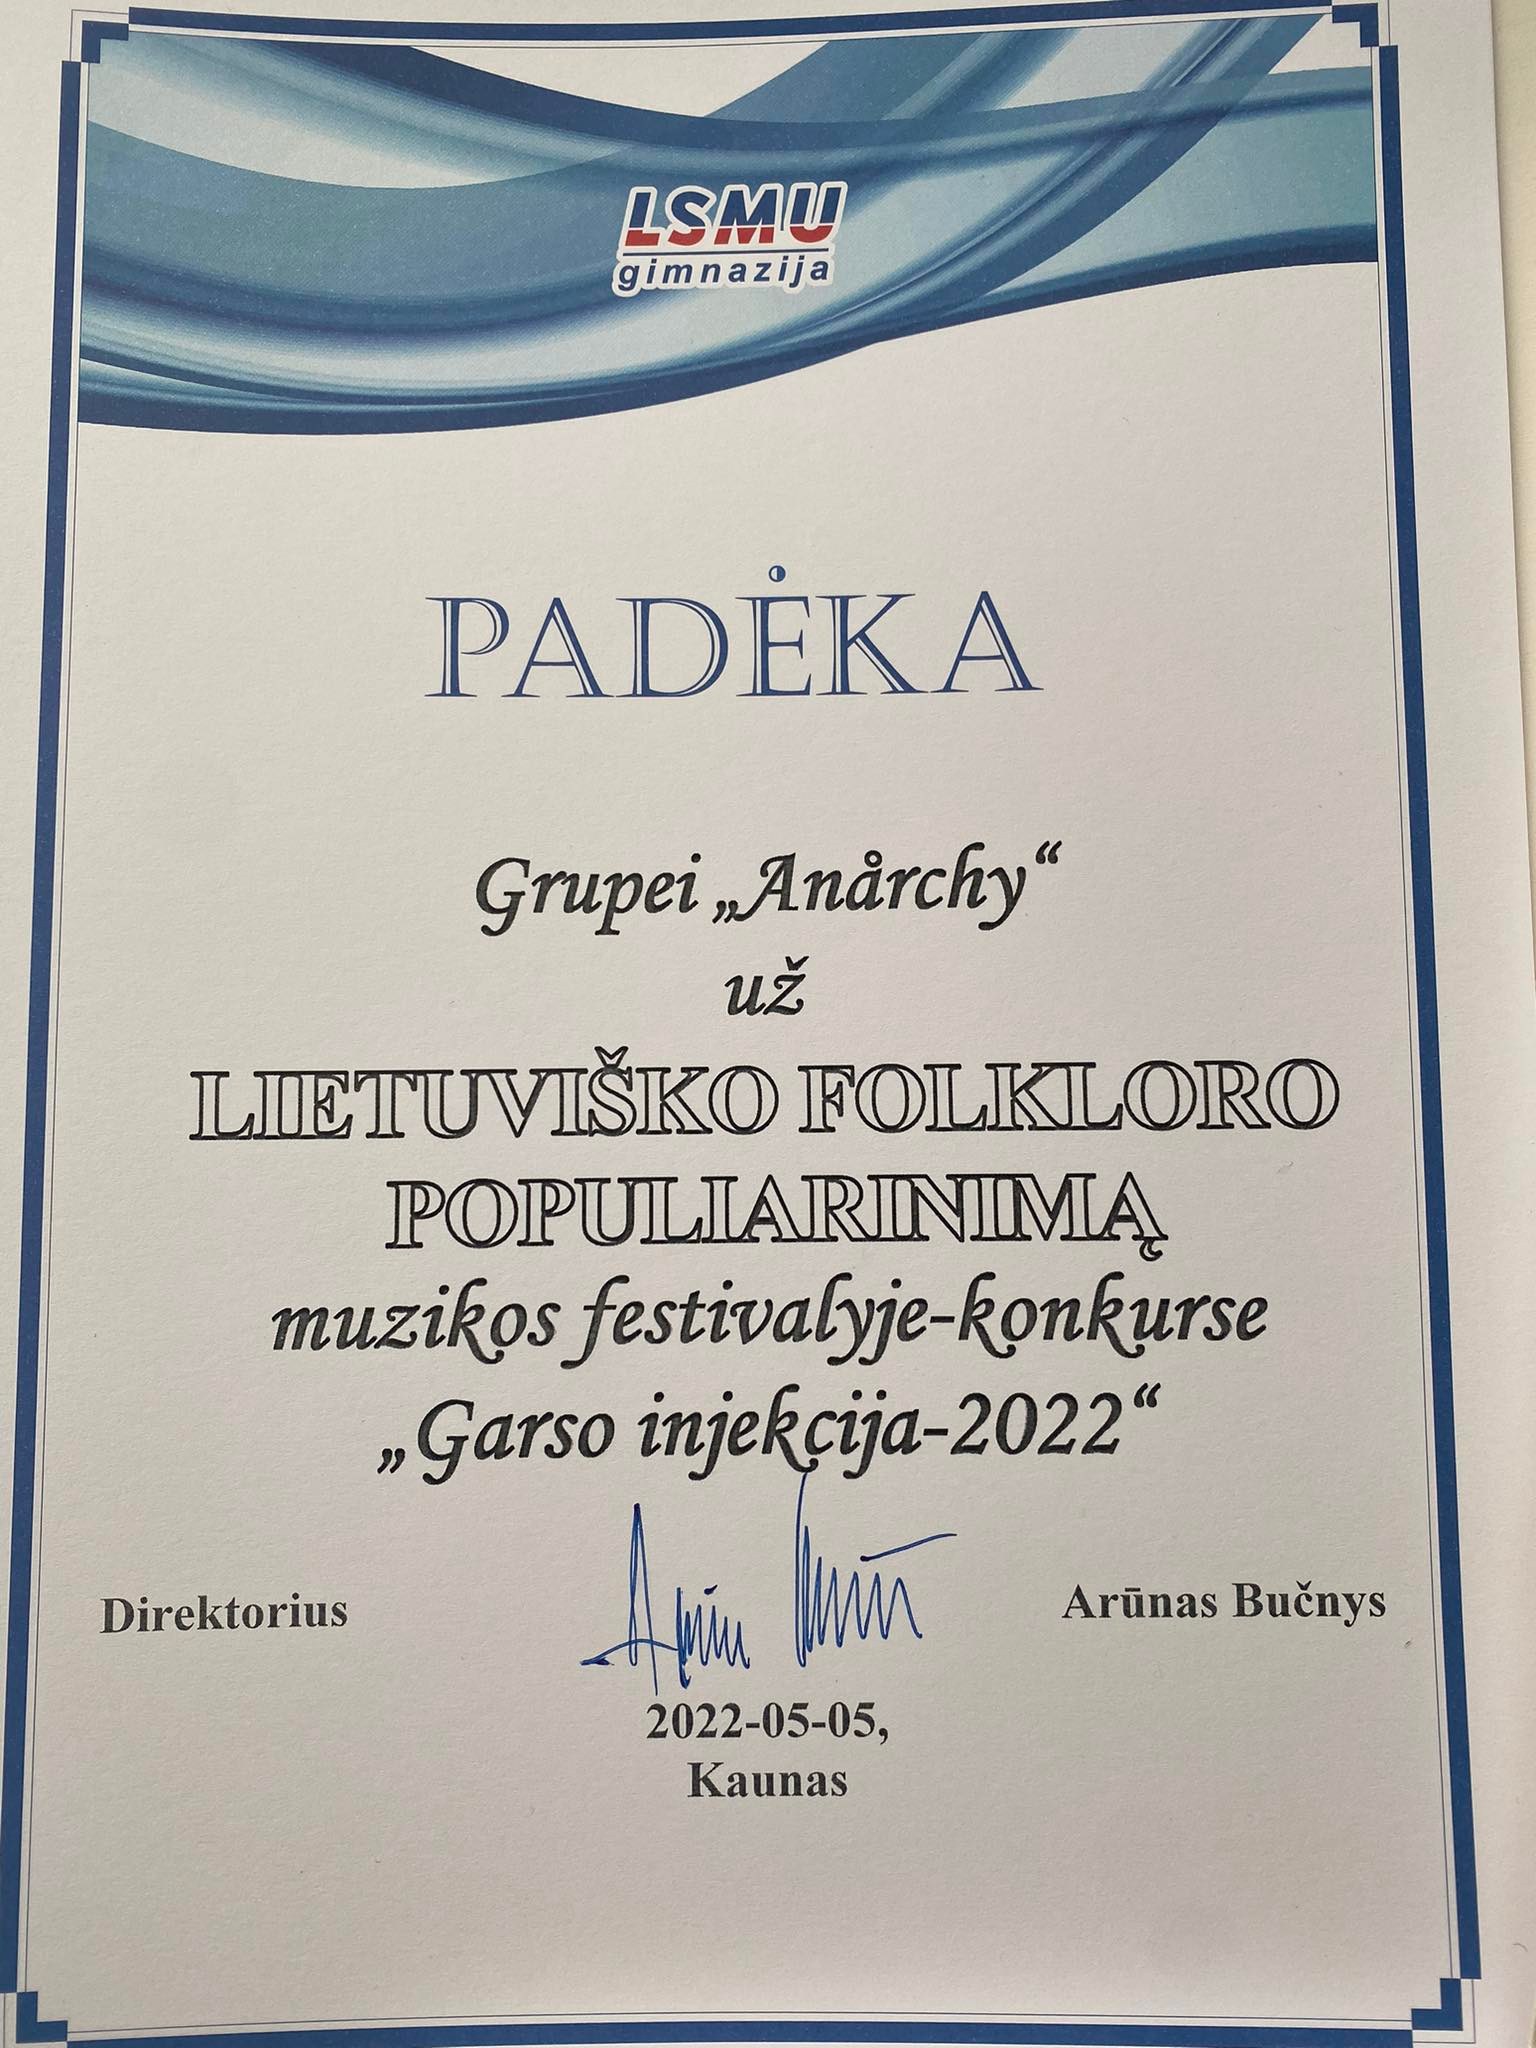 LSMU
gimnazija
PADĖKA
Grupei „Anårchy“
už
LIETUVIŠKO FOLKLORO
POPULIARINIMĄ
muzikos festivalyje-konkurse
„Garso injekcija-2022“
Direktorius
Arūnas Bučnys
2022-05-05,
Kaunas